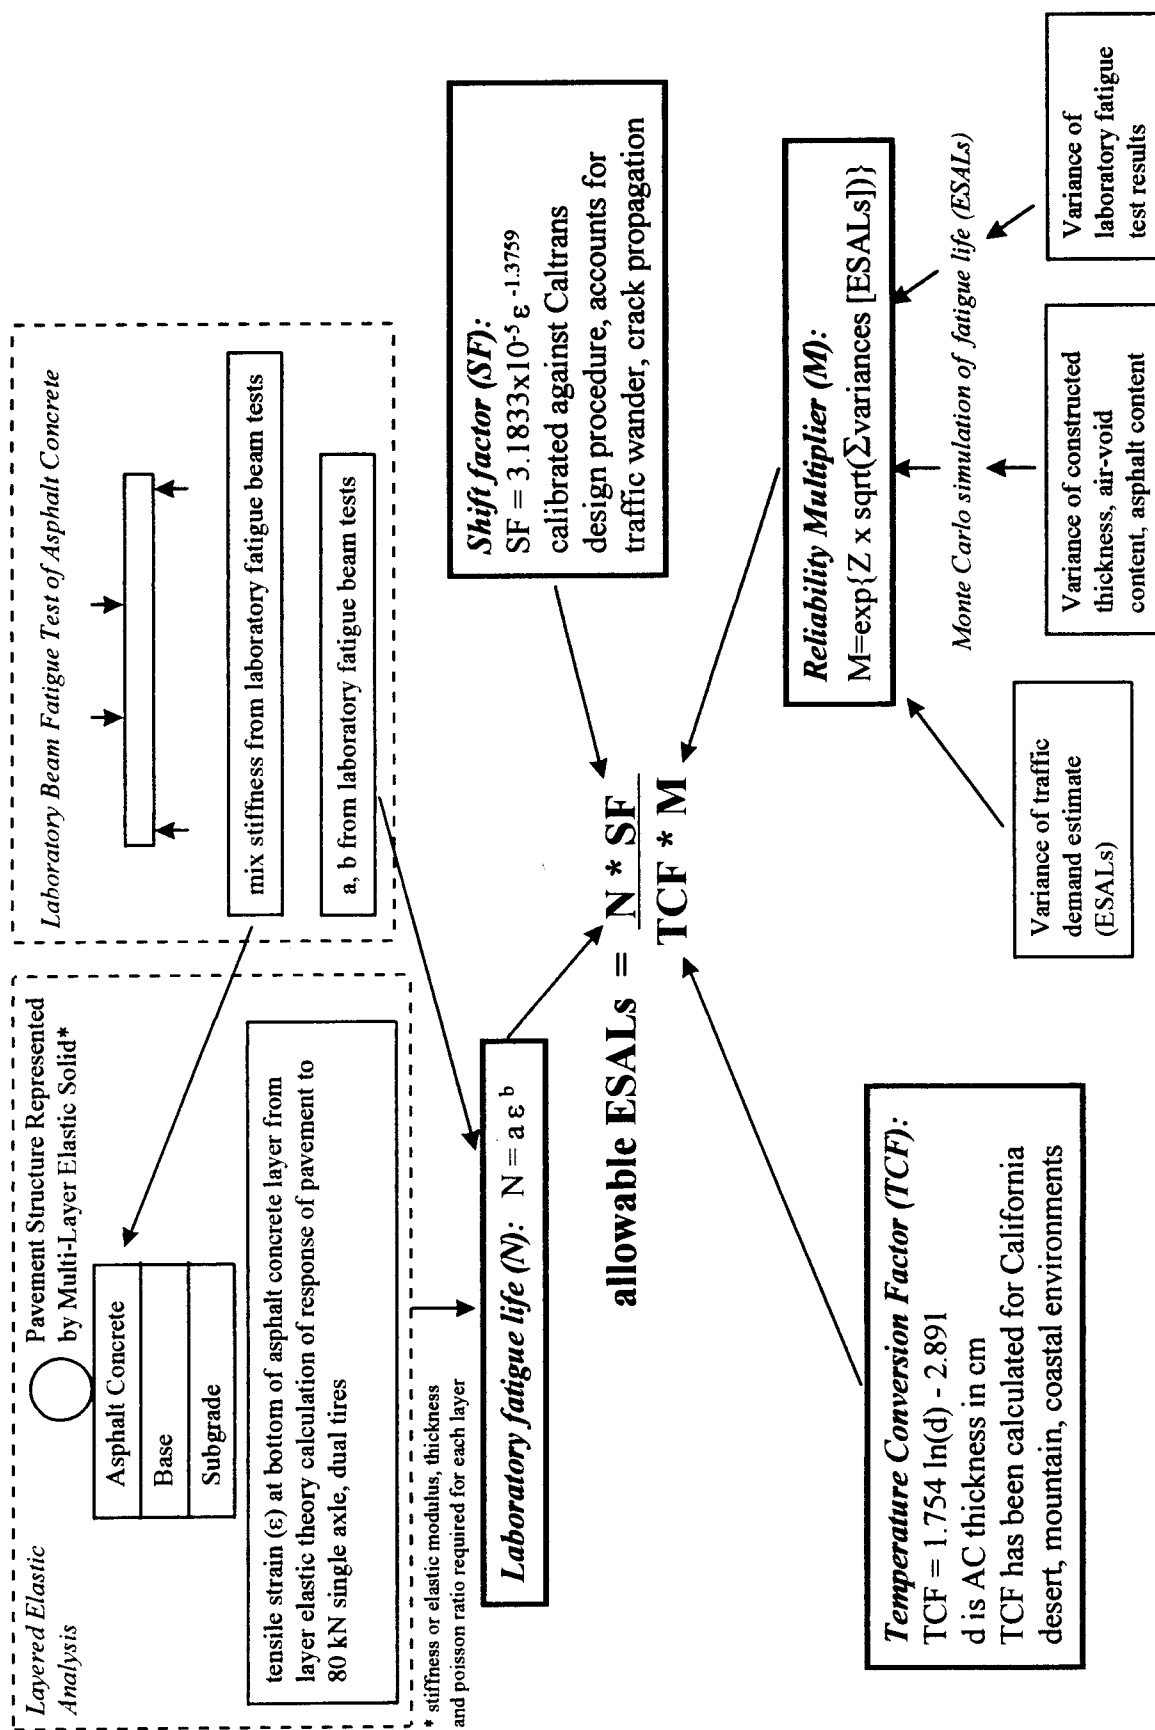 Layered Elastic
Analysis
Pavement Structure Represented
by Multi-Layer Elastic Solid*
Asphalt Concrete
Base
Subgrade
tensile strain (ε) at bottom of asphalt concrete layer from
layer elastic theory calculation of response of pavement to
80 kN single axle, dual tires
* stiffness or elastic modulus, thickness
and poisson ratio required for each layer
Laboratory Beam Fatigue Test of Asphalt Concrete
mix stiffness from laboratory fatigue beam tests
a, b from laboratory fatigue beam tests
Laboratory fatigue life (N): N = a ε^b
Shift factor (SF):
SF = 3.1833x10^-5 ε^-1.3759
calibrated against Caltrans
design procedure, accounts for
traffic wander, crack propagation
allowable ESALs = N * SF
TCF * M
Temperature Conversion Factor (TCF):
TCF = 1.754 ln(d) - 2.891
d is AC thickness in cm
TCF has been calculated for California
desert, mountain, coastal environments
Reliability Multiplier (M):
M=exp{Z x sqrt(∑variances [ESALs])}
Monte Carlo simulation of fatigue life (ESALs)
Variance of traffic
demand estimate
(ESALs)
Variance of constructed
thickness, air-void
content, asphalt content
Variance of
laboratory fatigue
test results